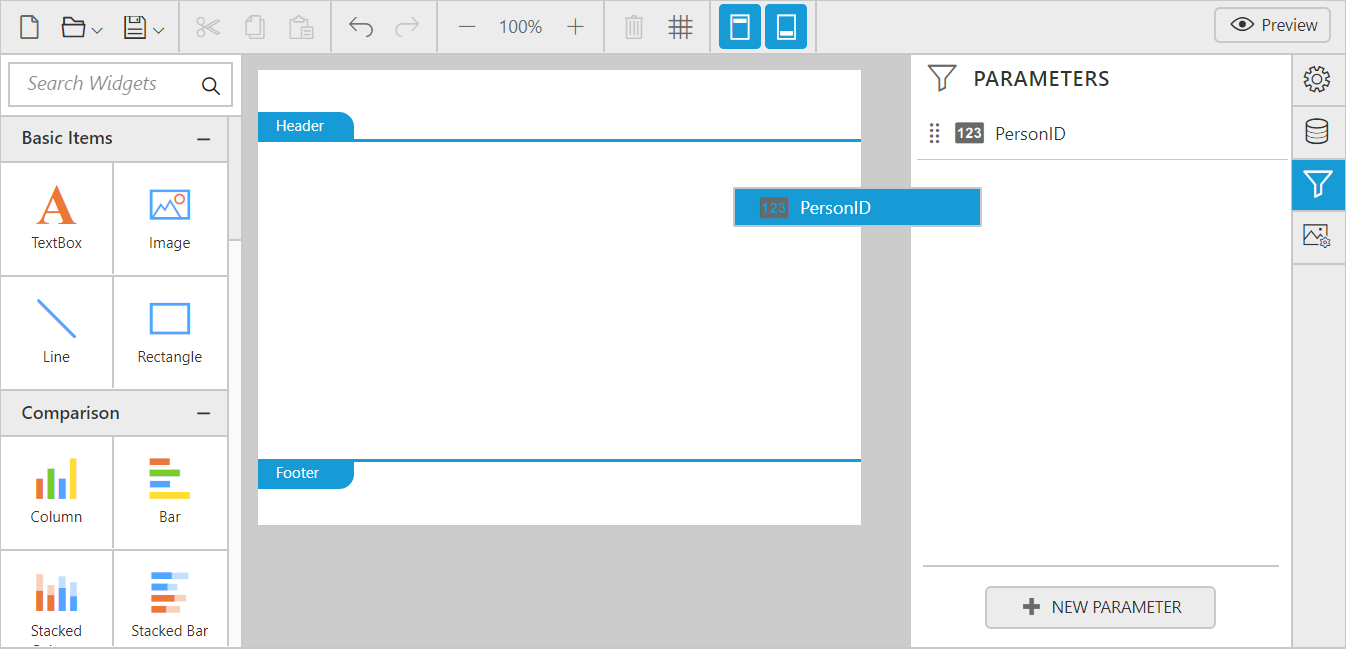 100%
Preview
Search Widgets
Basic Items
TextBox
Image
Line
Rectangle
Comparison
Column
Bar
Stacked
Stacked Bar
Header
Footer
123 PersonID
PARAMETERS
123 PersonID
NEW PARAMETER